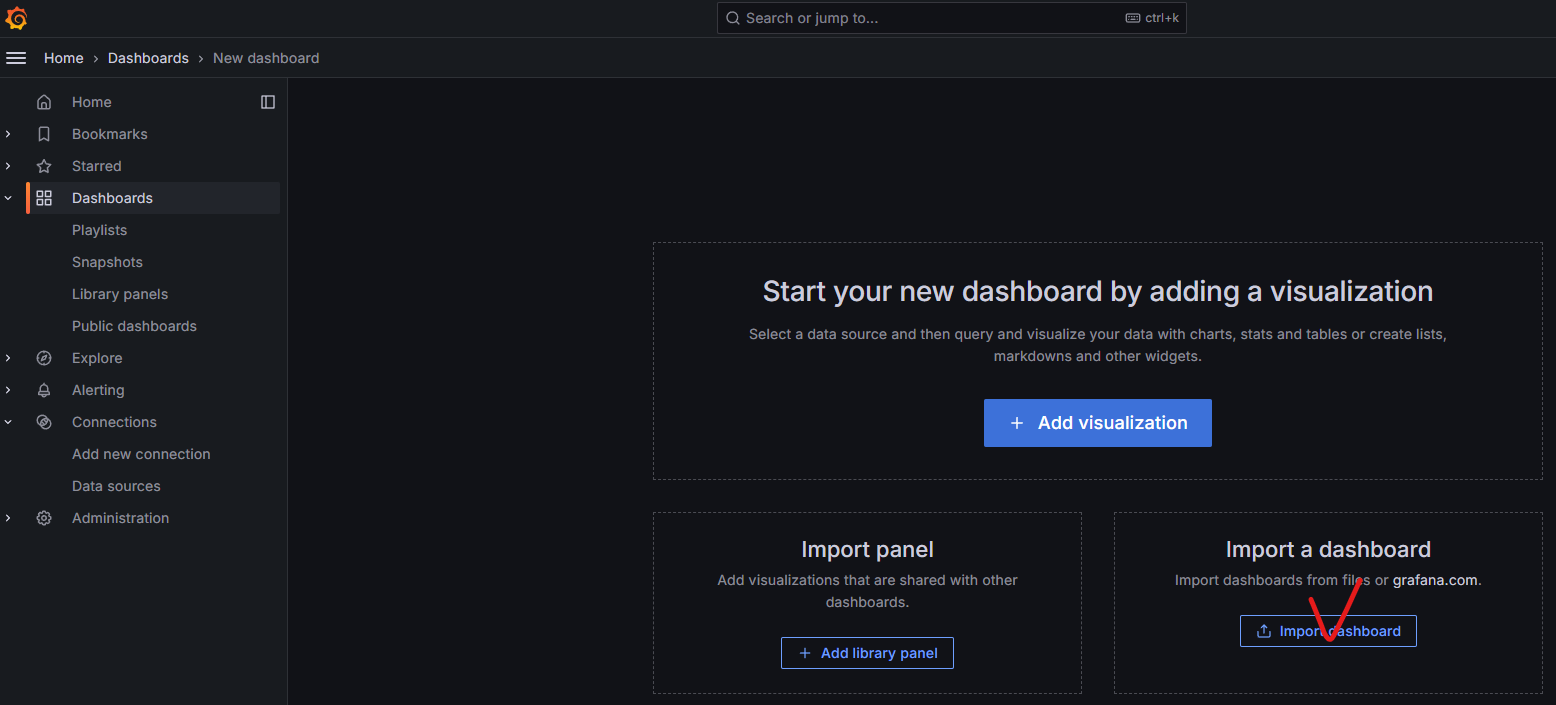 Search or jump to... ctrl+k
Home › Dashboards › New dashboard
Home
Bookmarks
Starred
Dashboards
Playlists
Snapshots
Library panels
Public dashboards
Explore
Alerting
Connections
Add new connection
Data sources
Administration
Start your new dashboard by adding a visualization
Select a data source and then query and visualize your data with charts, stats and tables or create lists,
markdowns and other widgets.
+ Add visualization
Import panel
Add visualizations that are shared with other
dashboards.
+ Add library panel
Import a dashboard
Import dashboards from files or grafana.com.
Import dashboard